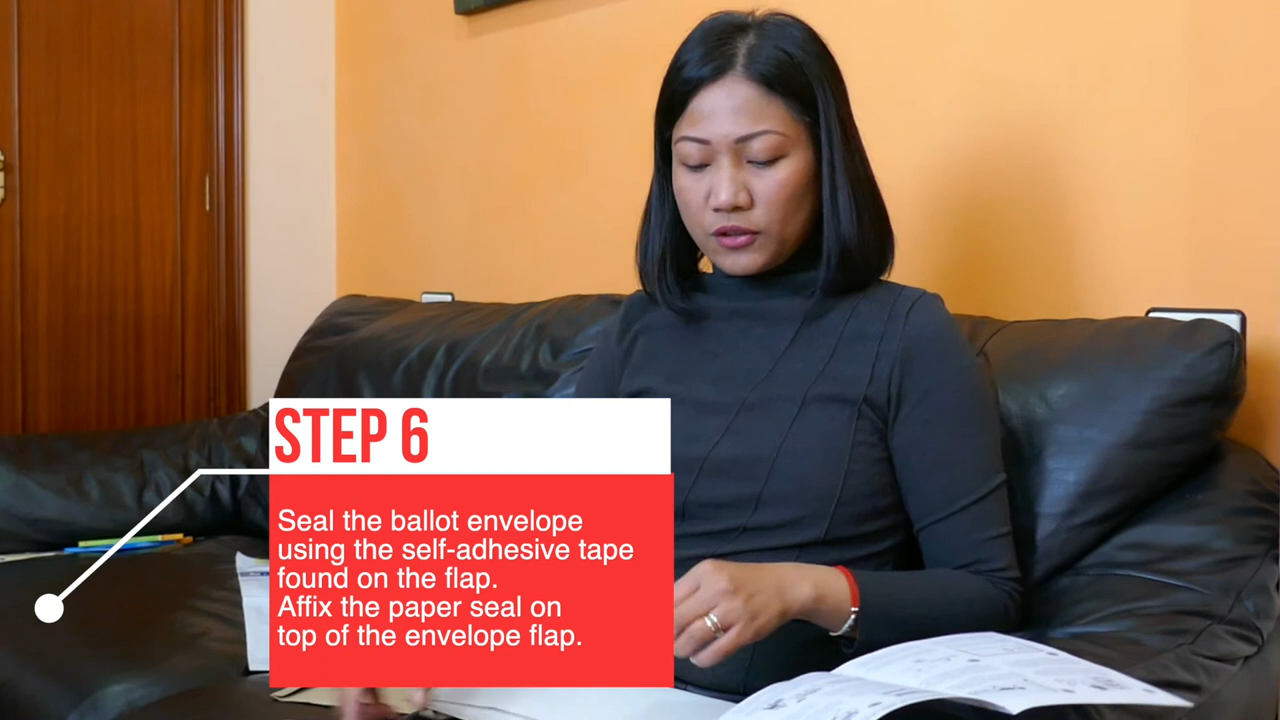 STEP 6
Seal the ballot envelope
using the self-adhesive tape
found on the flap.
Affix the paper seal on
top of the envelope flap.